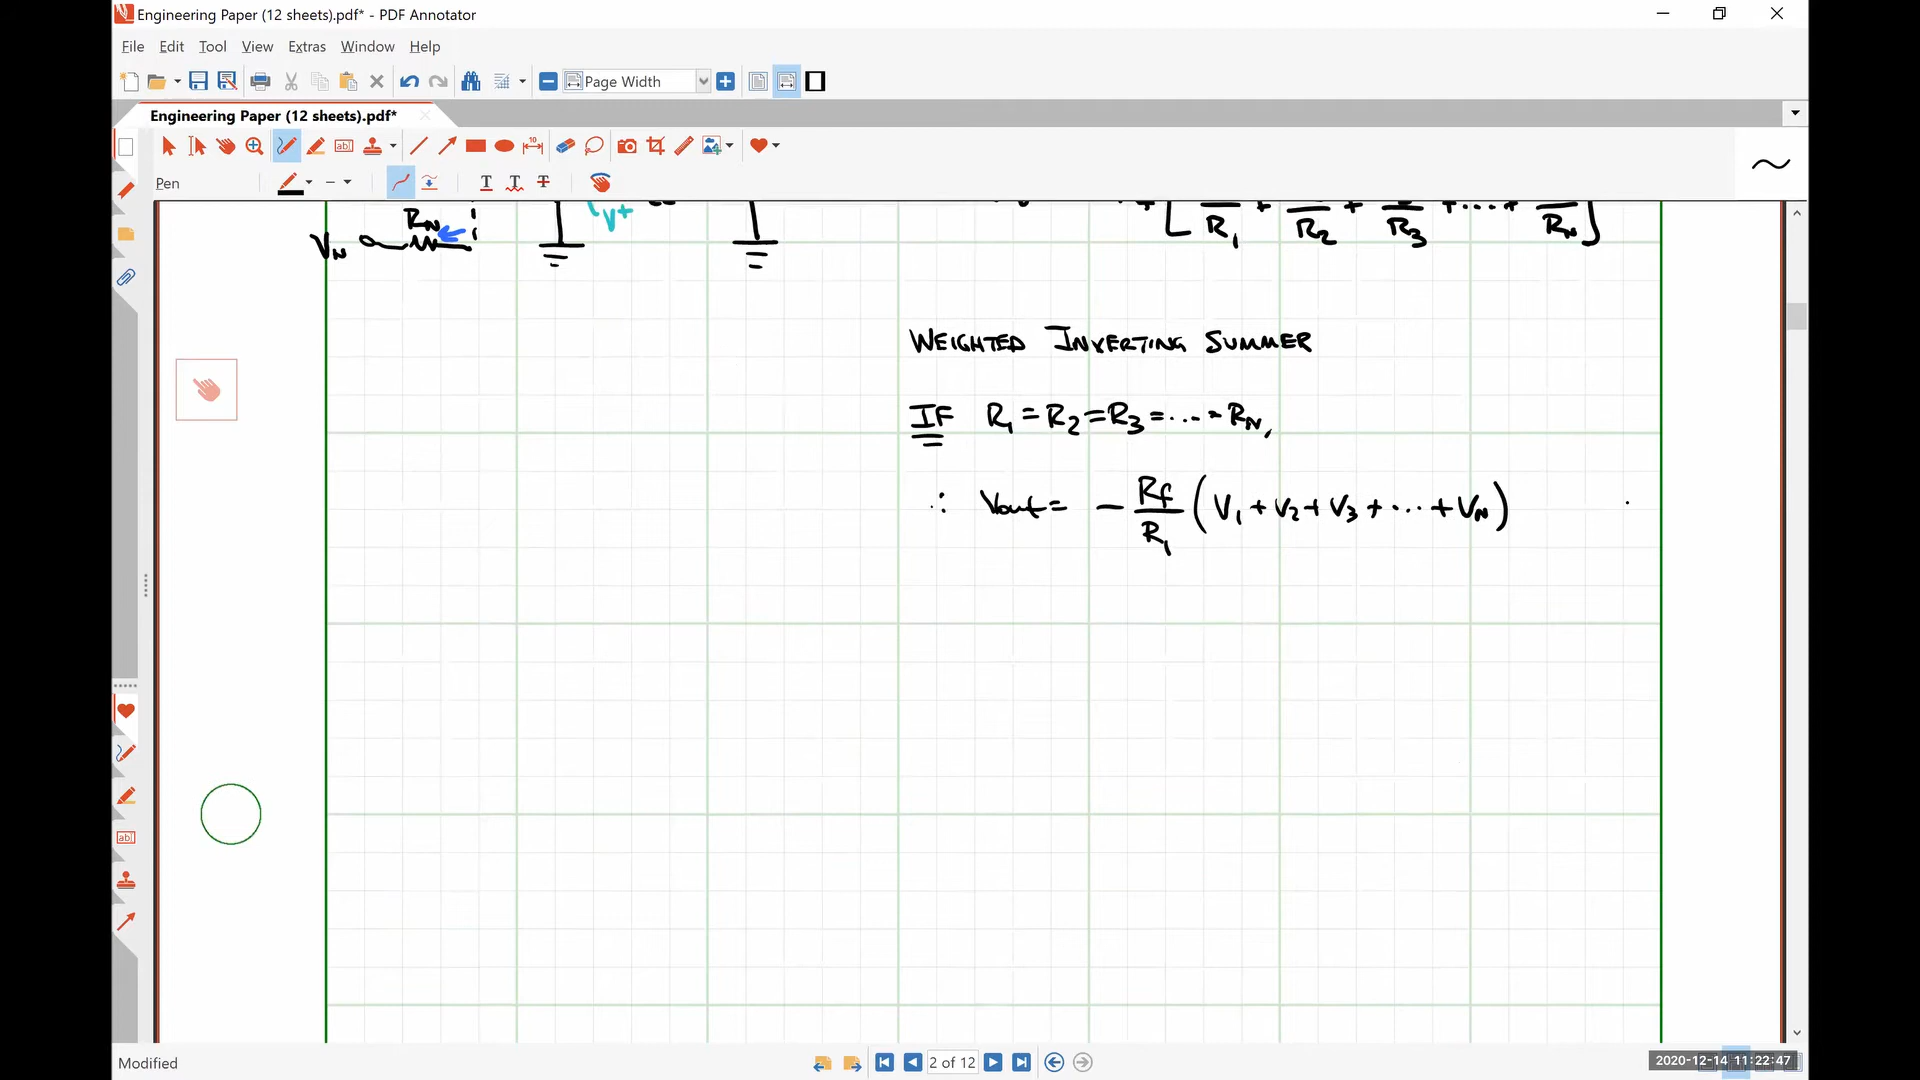 Engineering Paper (12 sheets).pdf* - PDF Annotator
File Edit Tool View Extras Window Help
Page Width
Engineering Paper (12 sheets).pdf*
Pen
RN
VN
V+
R1 + R2 + R3 +...+ RN
WEIGHTED INVERTING SUMMER
IF R1 = R2 = R3 = .... = RN,
∴ Vout = - Rf/R1 (V1 + V2 + V3 + ... + VN)
Modified
2 of 12
2020-12-14 11:22:47